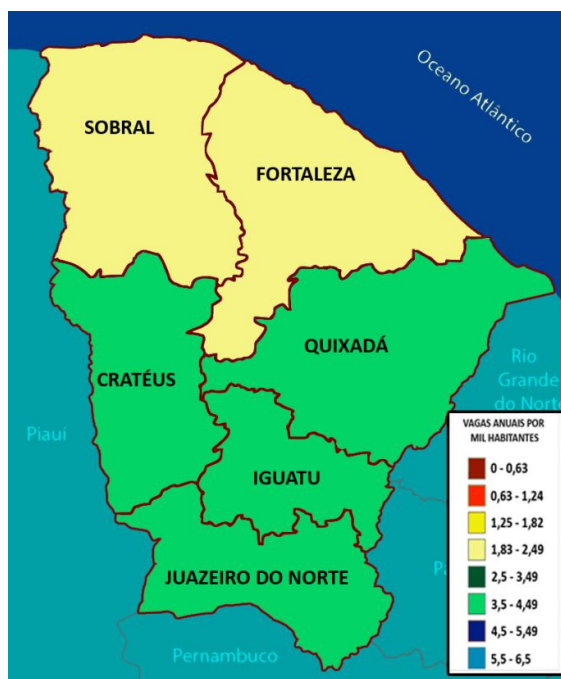 Oceano Atlântico
SOBRAL
FORTALEZA
QUIXADÁ
CRATÉUS
Rio
Grande
do Norte
Piauí
IGUATU
JUAZEIRO DO NORTE
Pernambuco
VAGAS ANUAIS POR
MIL HABITANTES
0 - 0,63
0,63 - 1,24
1,25 - 1,82
1,83 - 2,49
2,5 - 3,49
3,5 - 4,49
4,5 - 5,49
5,5 - 6,5